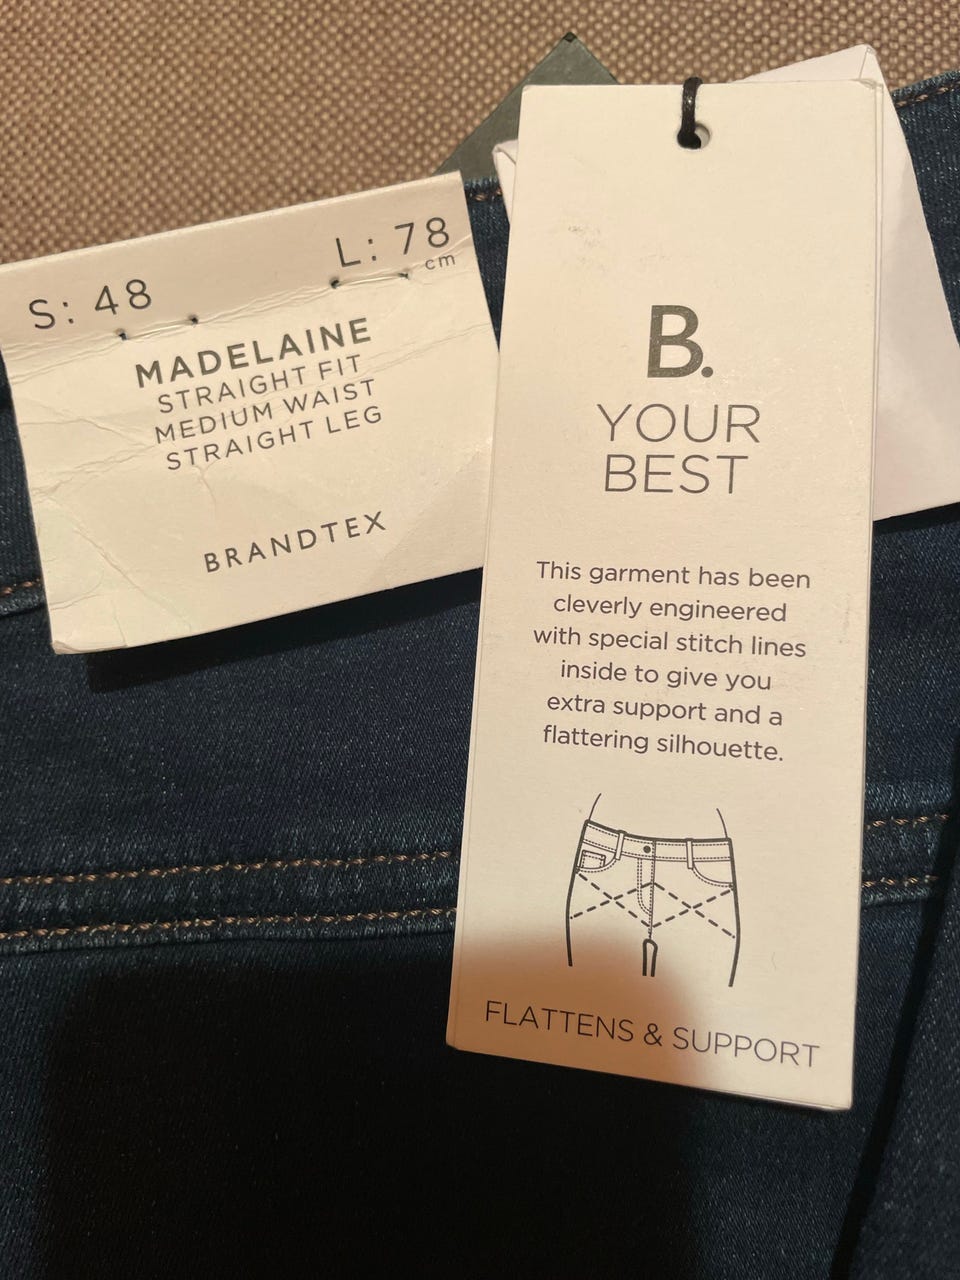 S: 48
L: 78
cm
MADELAINE
STRAIGHT FIT
MEDIUM WAIST
STRAIGHT LEG
BRANDTEX
B.
YOUR
BEST
This garment has been
cleverly engineered
with special stitch lines
inside to give you
extra support and a
flattering silhouette.
FLATTENS & SUPPORT